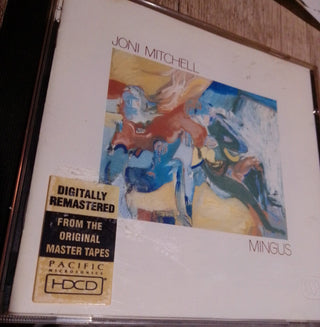 JONI MITCHELL
MINGUS
DIGITALLY
REMASTERED
FROM THE
ORIGINAL
MASTER TAPES
PACIFIC
MICROSONICS
HDCD